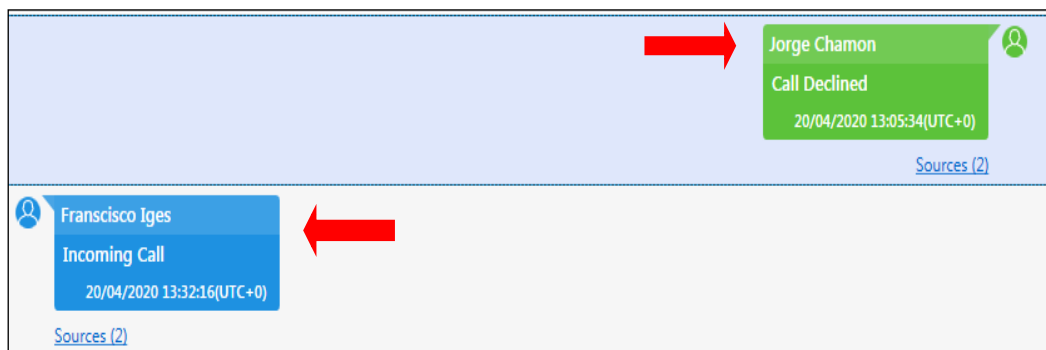 Jorge Chamon
Call Declined
20/04/2020 13:05:34(UTC+0)
Sources (2)
Franscisco Iges
Incoming Call
20/04/2020 13:32:16(UTC+0)
Sources (2)